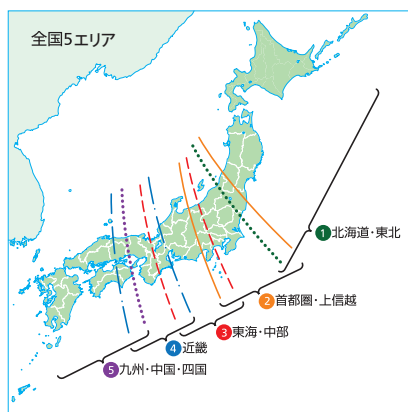 全国5エリア
1北海道・東北
2首都圏・上信越
3東海・中部
4近畿
5九州・中国・四国